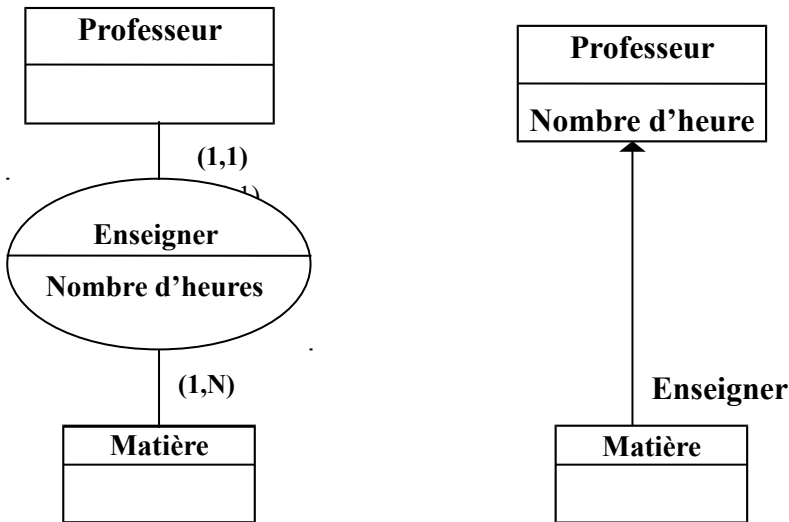 Professeur
(1,1)
Enseigner
Nombre d’heures
(1,N)
Matière
Professeur
Nombre d’heure
Enseigner
Matière